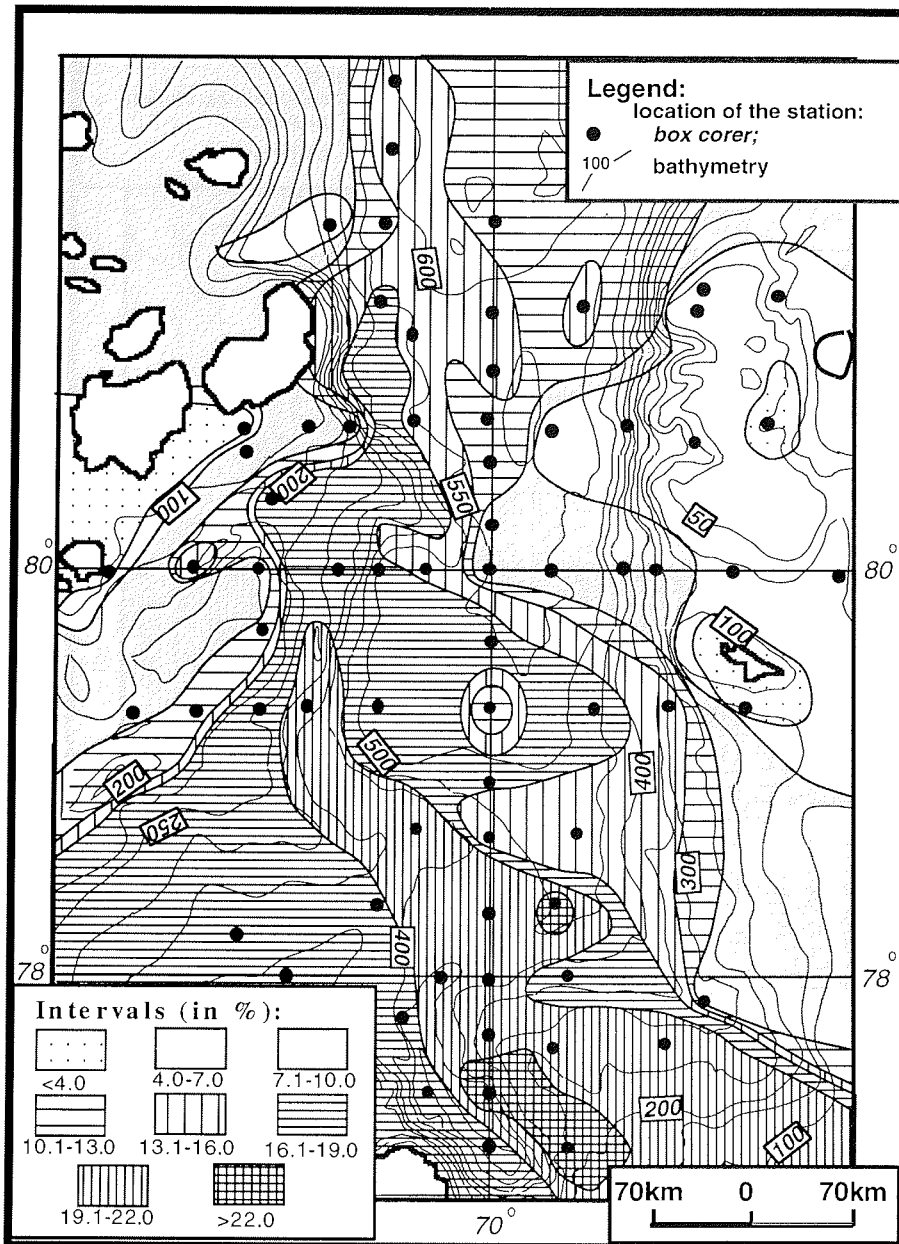 Legend:
location of the station:
box corer;
100 bathymetry
600
200
100
550
50
80°
80°
100
500
400
200
250
300
78°
400
78°
200
100
Intervals (in %):
<4.0 4.0-7.0 7.1-10.0
10.1-13.0 13.1-16.0 16.1-19.0
19.1-22.0 >22.0
70°
70km 0 70km